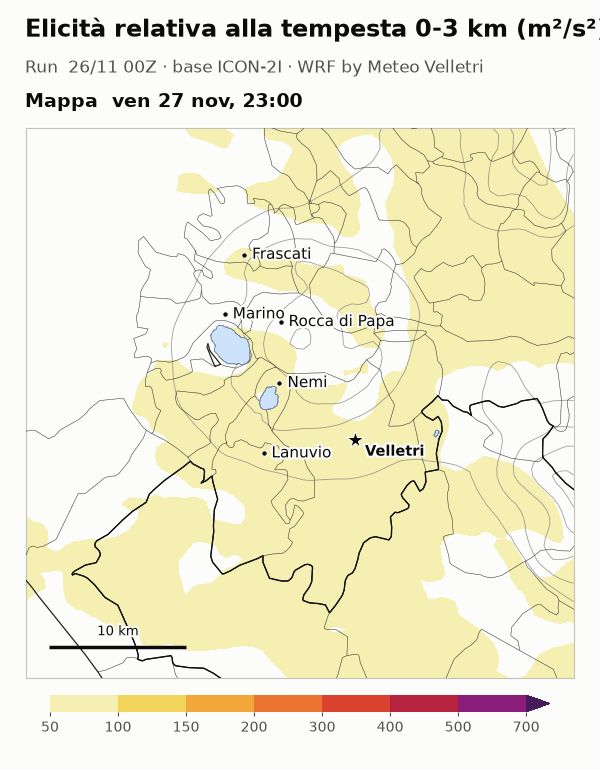 Elicità relativa alla tempesta 0-3 km (m²/s²)
Run 26/11 00Z · base ICON-2I · WRF by Meteo Velletri
Mappa ven 27 nov, 23:00
Frascati
Marino
Rocca di Papa
Nemi
Velletri
Lanuvio
10 km
50 100 150 200 300 400 500 700